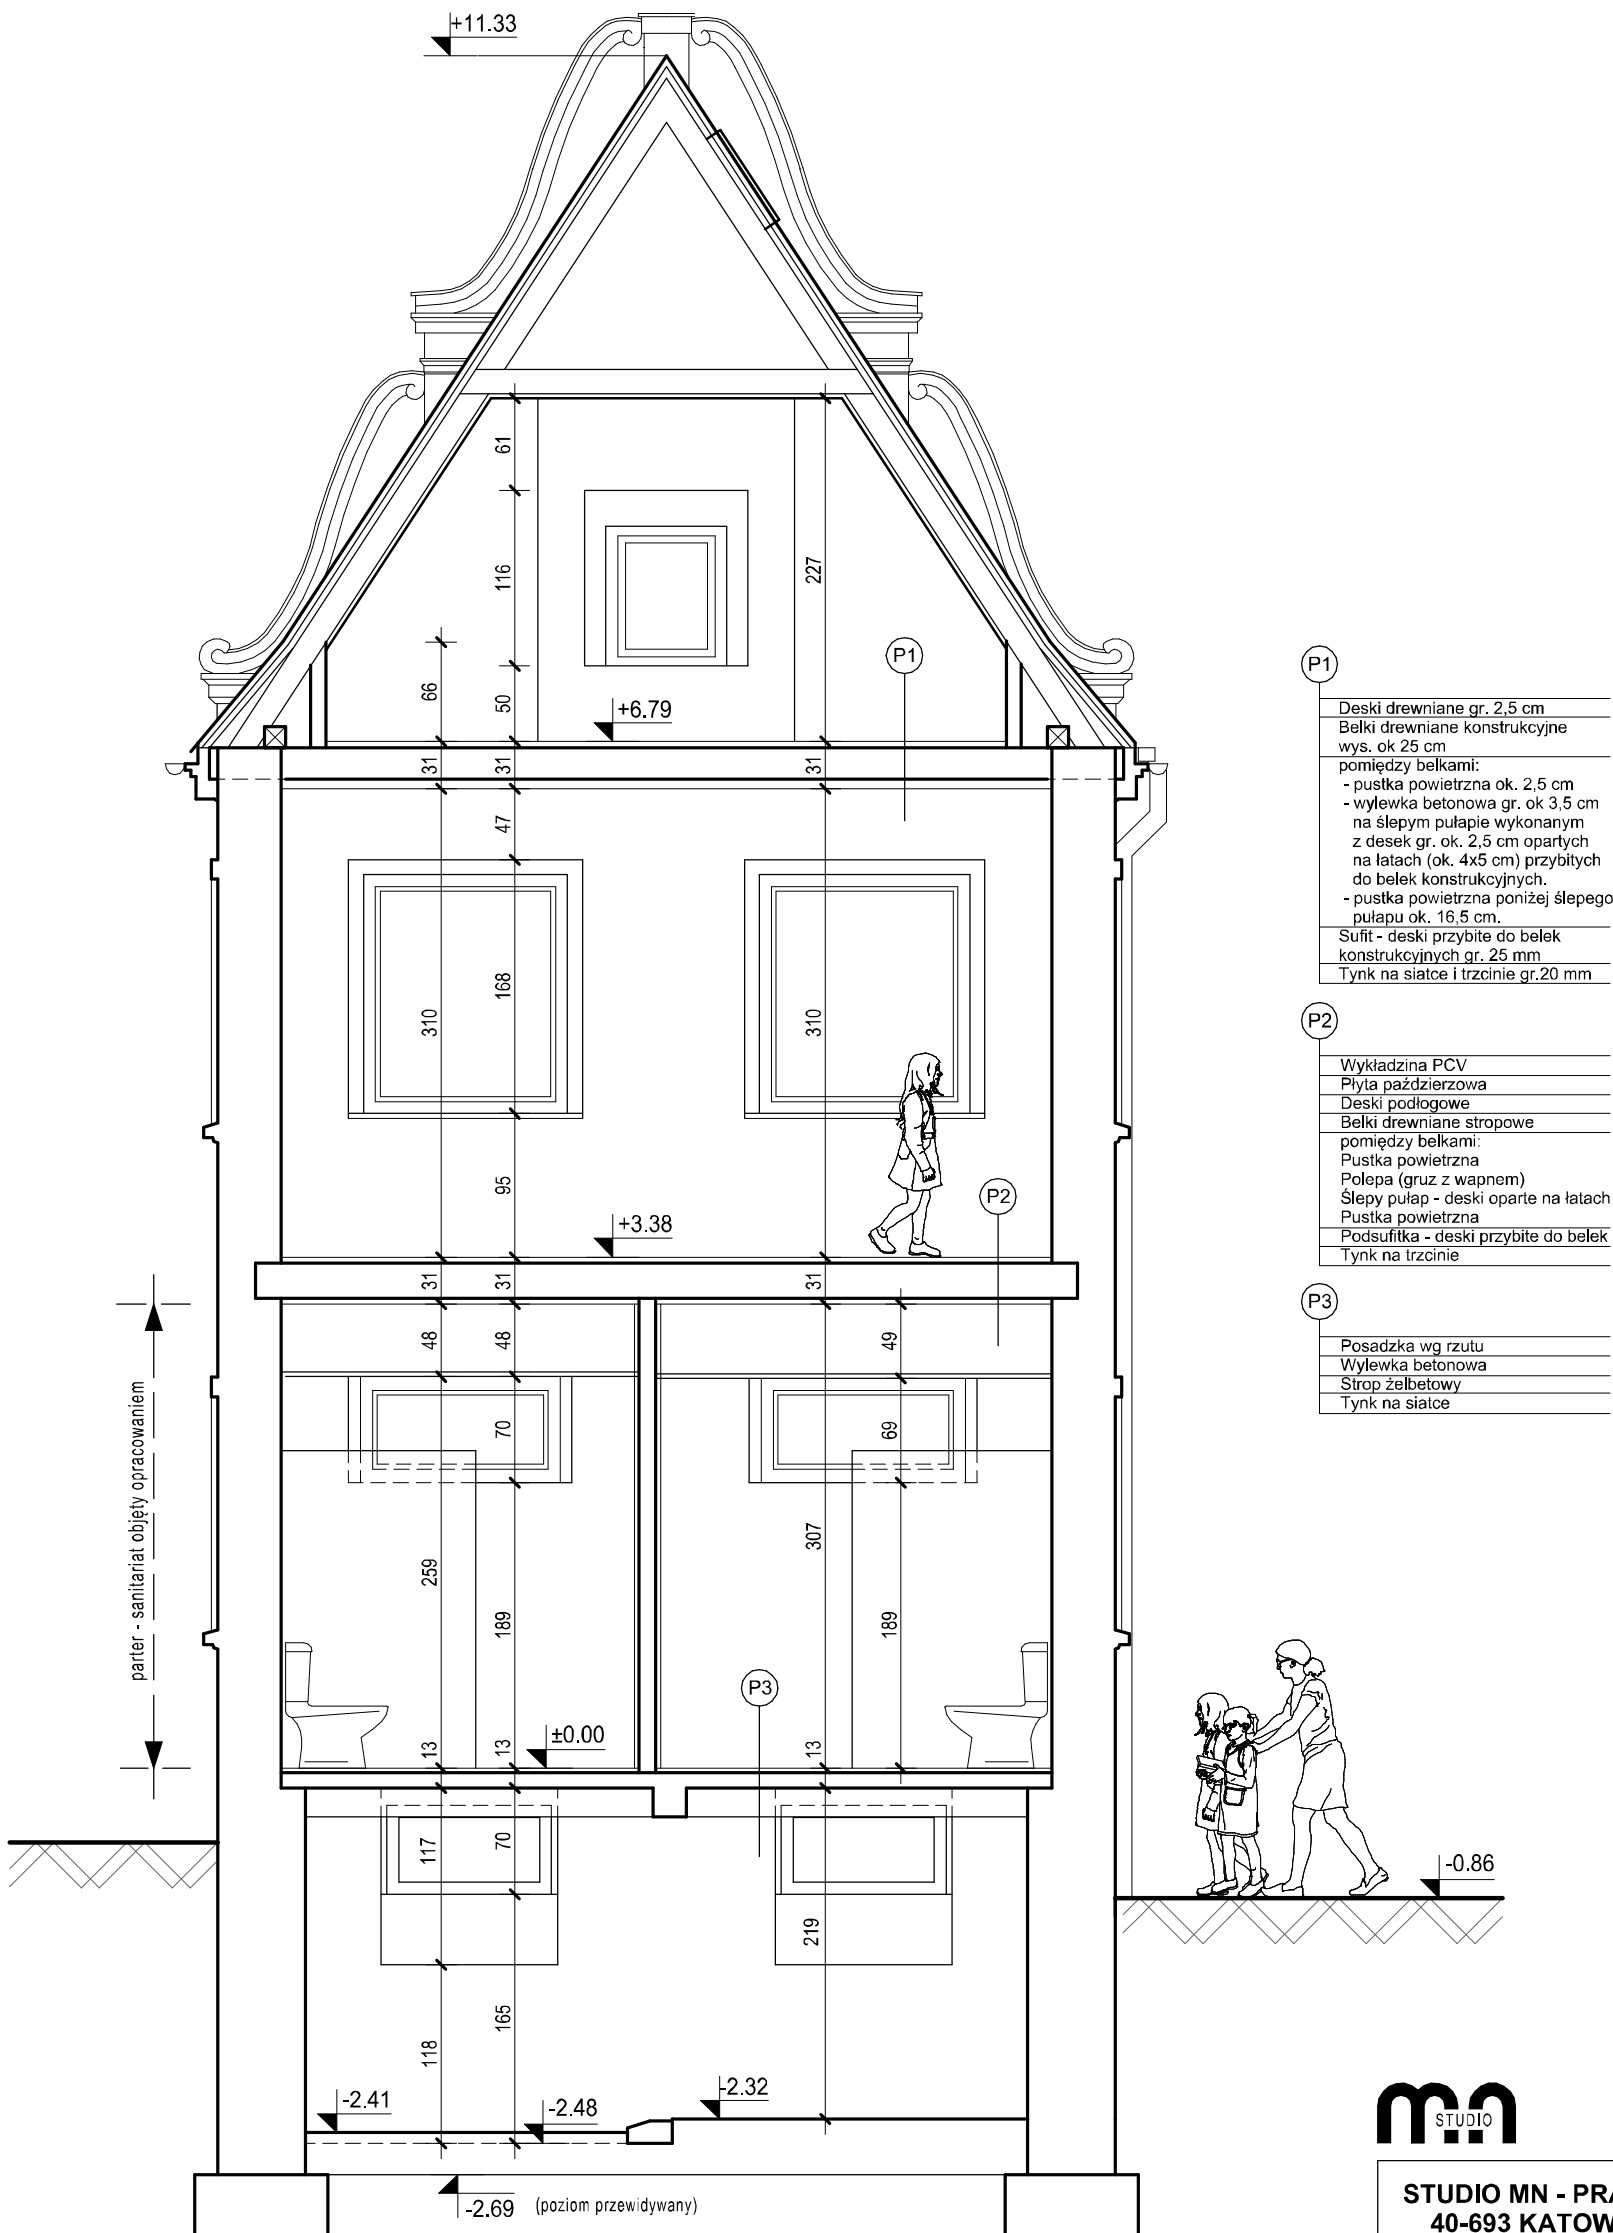 +11.33
61
116
227
66
50
+6.79
P1
31
31
31
47
168
310
310
95
+3.38
P2
31
31
31
48
48
49
70
69
259
307
189
189
P3
13
13
±0.00
13
parter - sanitariat objęty opracowaniem
117
70
219
-0.86
118
165
-2.41
-2.48
-2.32
-2.69 (poziom przewidywany)
P1
Deski drewniane gr. 2,5 cm
Belki drewniane konstrukcyjne
wys. ok 25 cm
pomiędzy belkami:
- pustka powietrzna ok. 2,5 cm
- wylewka betonowa gr. ok 3,5 cm
na ślepym pułapie wykonanym
z desek gr. ok. 2,5 cm opartych
na łatach (ok. 4x5 cm) przybitych
do belek konstrukcyjnych.
- pustka powietrzna poniżej ślepego
pułapu ok. 16,5 cm.
Sufit - deski przybite do belek
konstrukcyjnych gr. 25 mm
Tynk na siatce i trzcinie gr.20 mm
P2
Wykładzina PCV
Płyta paździerzowa
Deski podłogowe
Belki drewniane stropowe
pomiędzy belkami:
Pustka powietrzna
Polepa (gruz z wapnem)
Ślepy pułap - deski oparte na łatach
Pustka powietrzna
Podsufitka - deski przybite do belek
Tynk na trzcinie
P3
Posadzka wg rzutu
Wylewka betonowa
Strop żelbetowy
Tynk na siatce
mn
STUDIO
STUDIO MN - PRA
40-693 KATOW